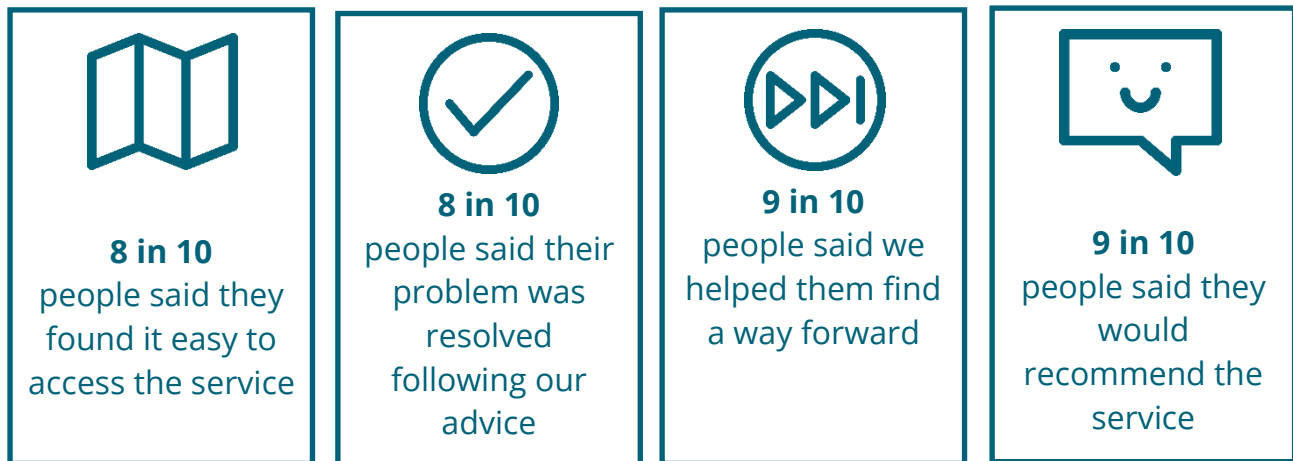 8 in 10
people said they
found it easy to
access the service
8 in 10
people said their
problem was
resolved
following our
advice
9 in 10
people said we
helped them find
a way forward
9 in 10
people said they
would
recommend the
service